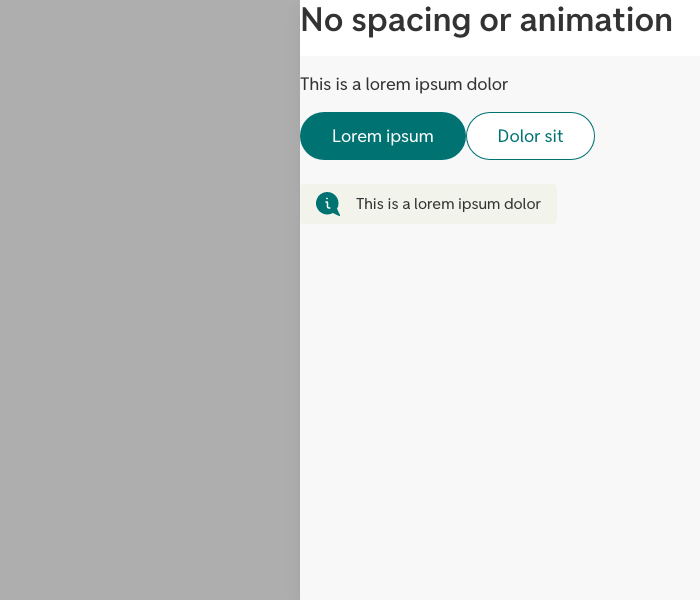 No spacing or animation
This is a lorem ipsum dolor
Lorem ipsum
Dolor sit
This is a lorem ipsum dolor